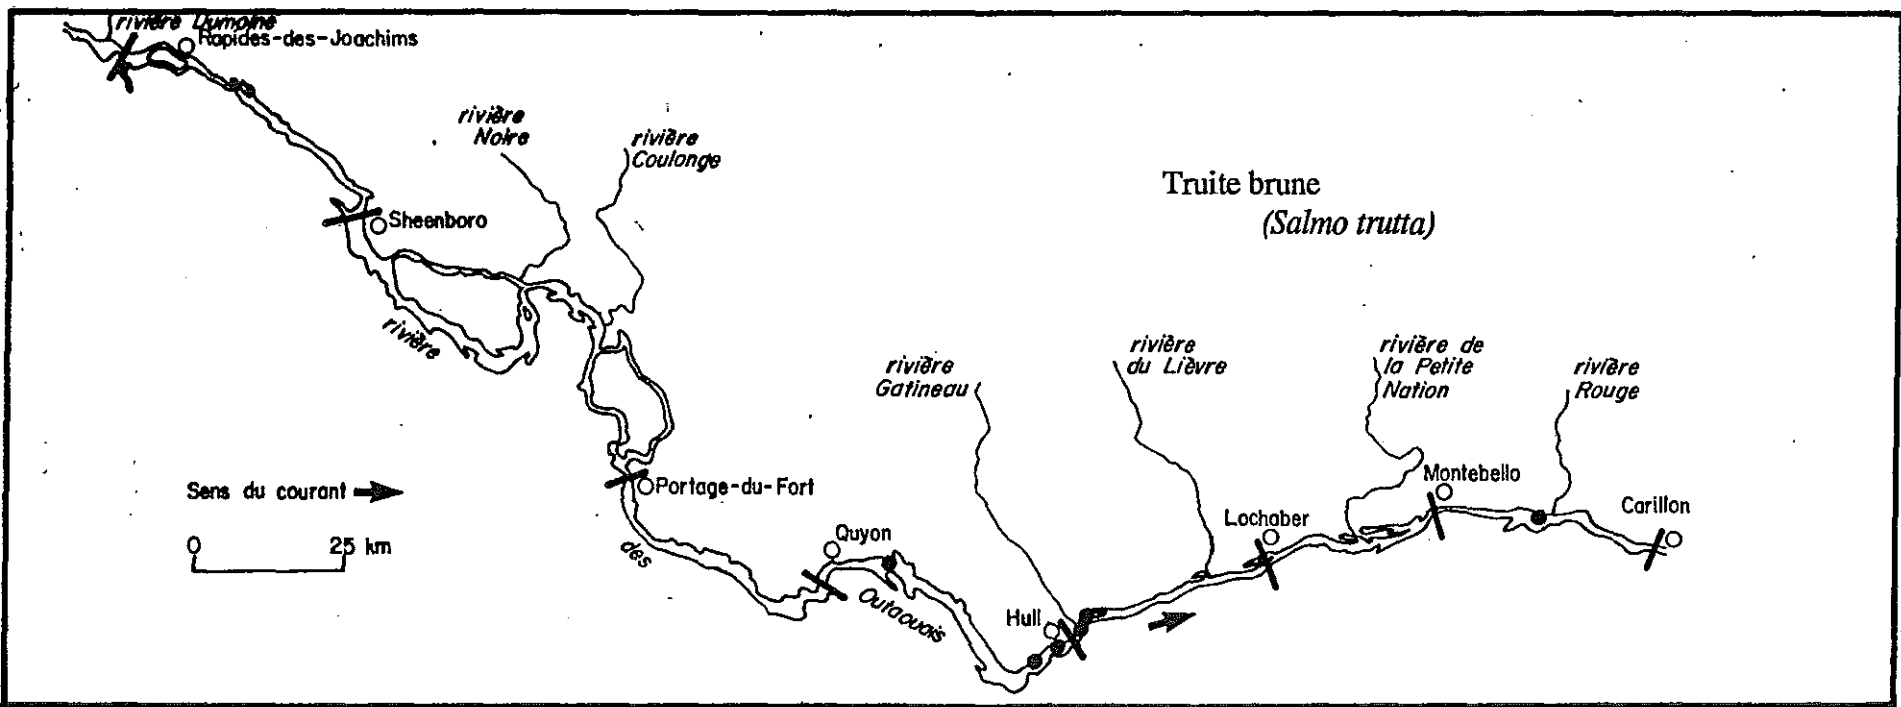 rivière Dumoine
Rapides-des-Joachims
rivière
Noire
rivière
Coulonge
Truite brune
(Salmo trutta)
Sheenboro
rivière
rivière
Gatineau
rivière
du Lièvre
rivière de
la Petite
Nation
rivière
Rouge
Sens du courant
Portage-du-Fort
Montebello
Carillon
Lochaber
Quyon
0 25 km
des
Outaouais
Hull